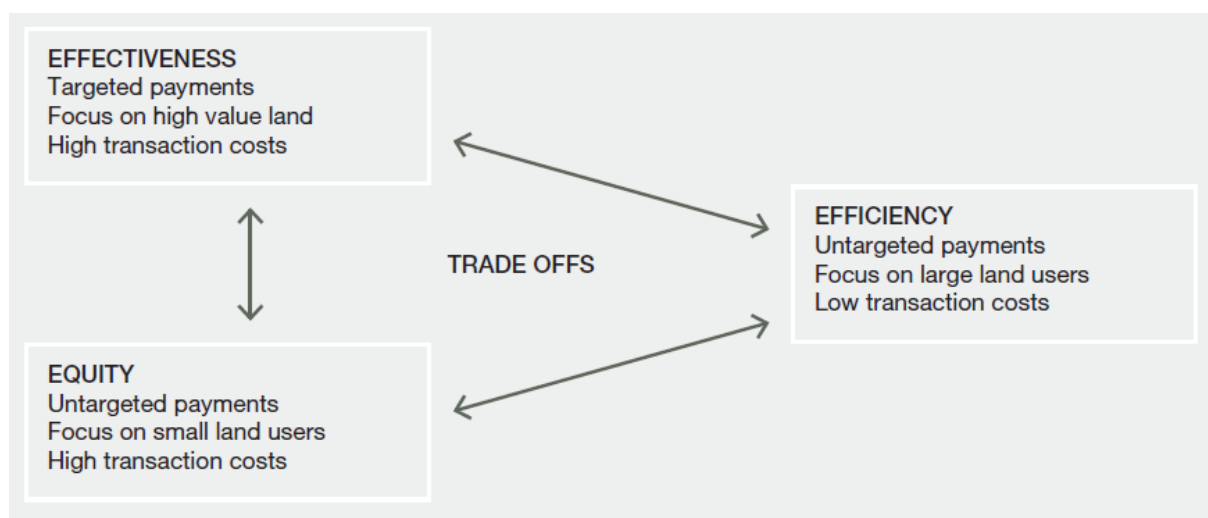 EFFECTIVENESS
Targeted payments
Focus on high value land
High transaction costs
TRADE OFFS
EFFICIENCY
Untargeted payments
Focus on large land users
Low transaction costs
EQUITY
Untargeted payments
Focus on small land users
High transaction costs